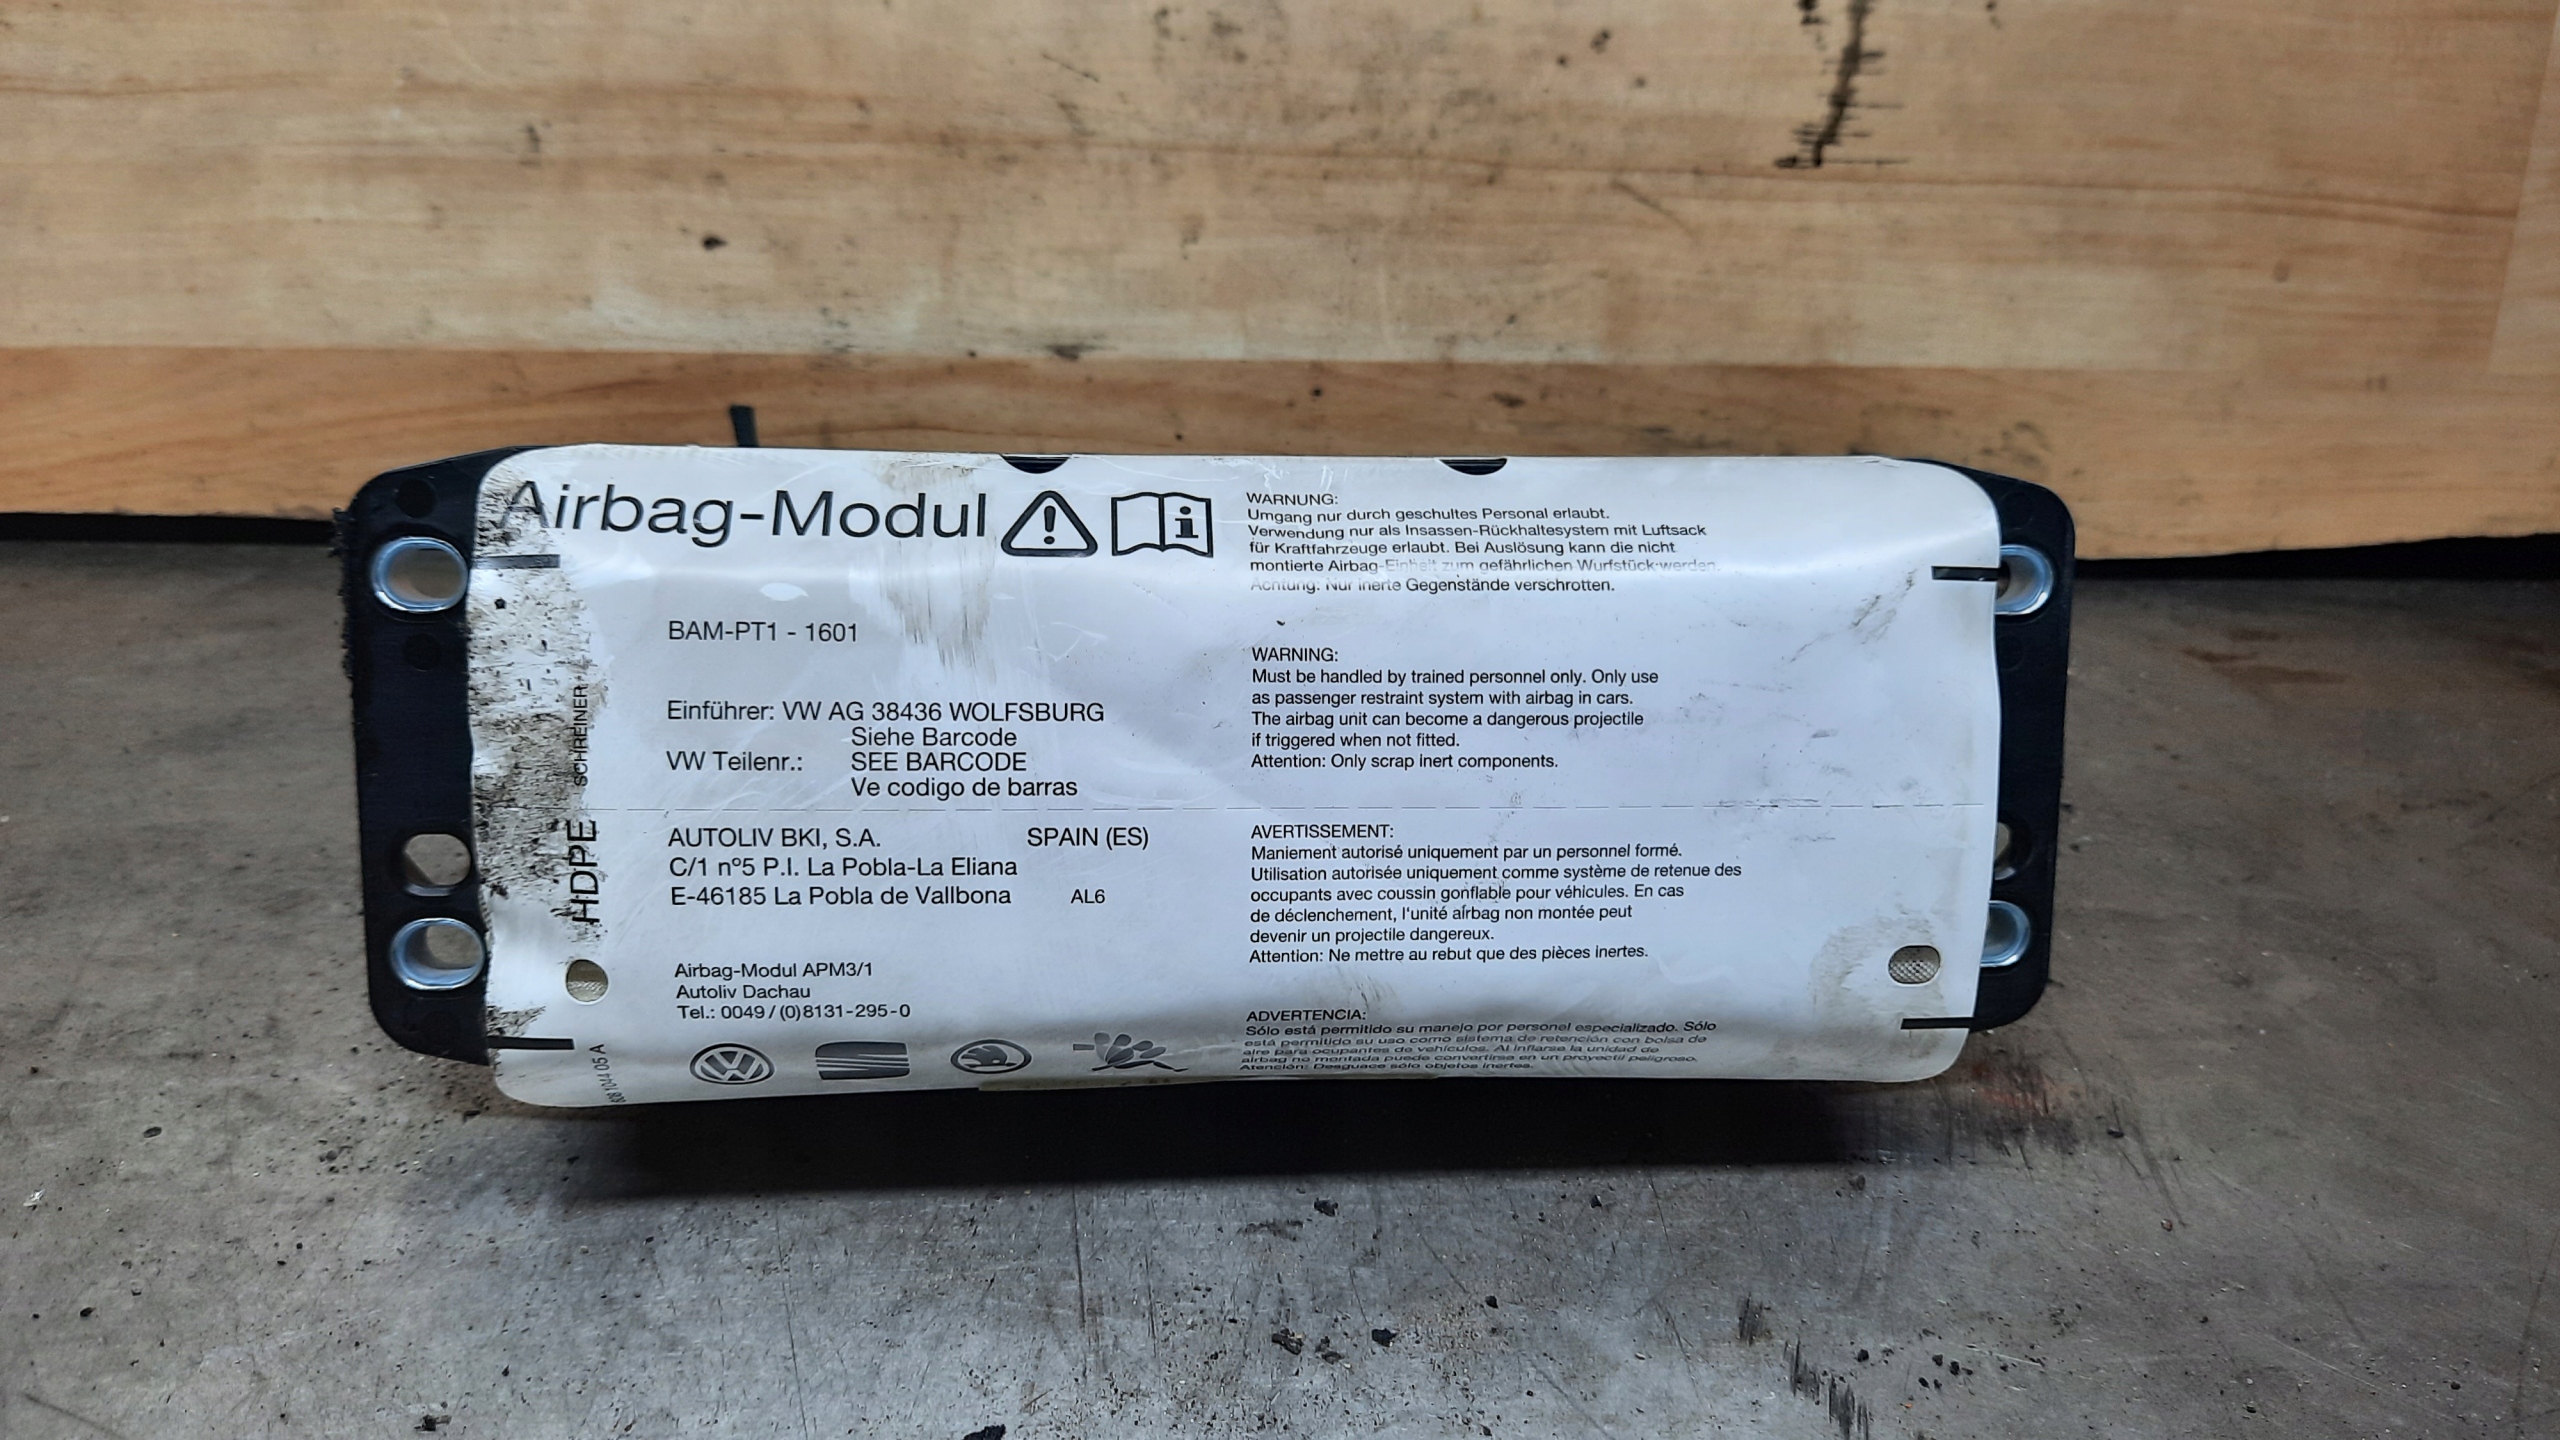 Airbag-Modul
BAM-PT1 - 1601
Einführer: VW AG 38436 WOLFSBURG
Siehe Barcode
VW Teilenr.: SEE BARCODE
Ve codigo de barras
AUTOLIV BKI, S.A. SPAIN (ES)
C/1 nº5 P.I. La Pobla-La Eliana
E-46185 La Pobla de Vallbona AL6
Airbag-Modul APM3/1
Autoliv Dachau
Tel.: 0049 / (0)8131-295-0
HDPE SCHREINER
WARNUNG:
Umgang nur durch geschultes Personal erlaubt.
Verwendung nur als Insassen-Rückhaltesystem mit Luftsack
für Kraftfahrzeuge erlaubt. Bei Auslösung kann die nicht
montierte Airbag-Einheit zum gefährlichen Wurfstück werden.
Achtung: Nur inerte Gegenstände verschrotten.
WARNING:
Must be handled by trained personnel only. Only use
as passenger restraint system with airbag in cars.
The airbag unit can become a dangerous projectile
if triggered when not fitted.
Attention: Only scrap inert components.
AVERTISSEMENT:
Maniement autorisé uniquement par un personnel formé.
Utilisation autorisée uniquement comme système de retenue des
occupants avec coussin gonflable pour véhicules. En cas
de déclenchement, l'unité airbag non montée peut
devenir un projectile dangereux.
Attention: Ne mettre au rebut que des pièces inertes.
ADVERTENCIA:
Sólo está permitido su manejo por personel especializado. Sólo
está permitido su uso como sistema de retención con bolsa de
aire para ocupantes de vehículos. Al inflarse la unidad de
airbag no montada puede convertirse en un proyectil peligroso.
Atención: Desguace sólo objetos inertes.